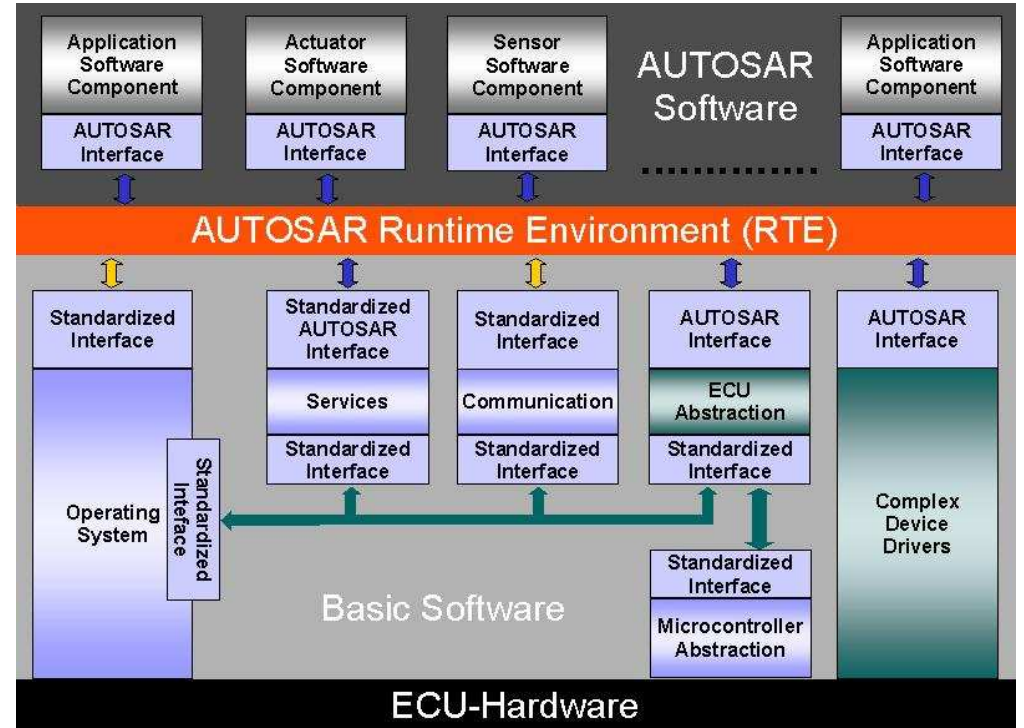 Application
Software
Component
AUTOSAR
Interface
Actuator
Software
Component
AUTOSAR
Interface
Sensor
Software
Component
AUTOSAR
Interface
AUTOSAR
Software
..............
Application
Software
Component
AUTOSAR
Interface
AUTOSAR Runtime Environment (RTE)
Standardized
Interface
Operating
System
Standardized
Inteface
Standardized
AUTOSAR
Interface
Services
Standardized
Interface
Standardized
Interface
Communication
Standardized
Interface
AUTOSAR
Interface
ECU
Abstraction
Standardized
Interface
Standardized
Interface
Microcontroller
Abstraction
AUTOSAR
Interface
Complex
Device
Drivers
Basic Software
ECU-Hardware